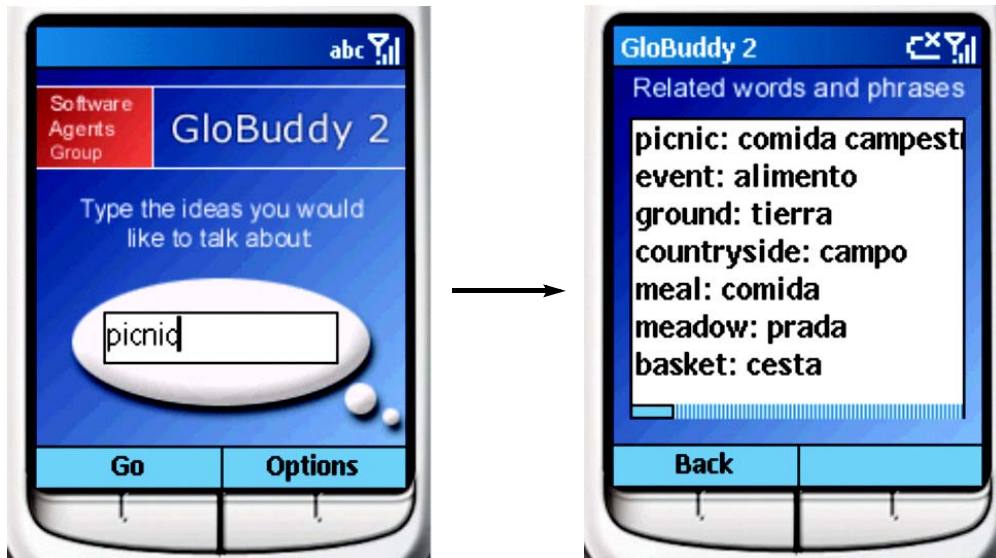 abc
Software
Agents
Group
GloBuddy 2
Type the ideas you would
like to talk about
picnic
Go
Options
GloBuddy 2
Related words and phrases
picnic: comida campestr
event: alimento
ground: tierra
countryside: campo
meal: comida
meadow: prada
basket: cesta
Back